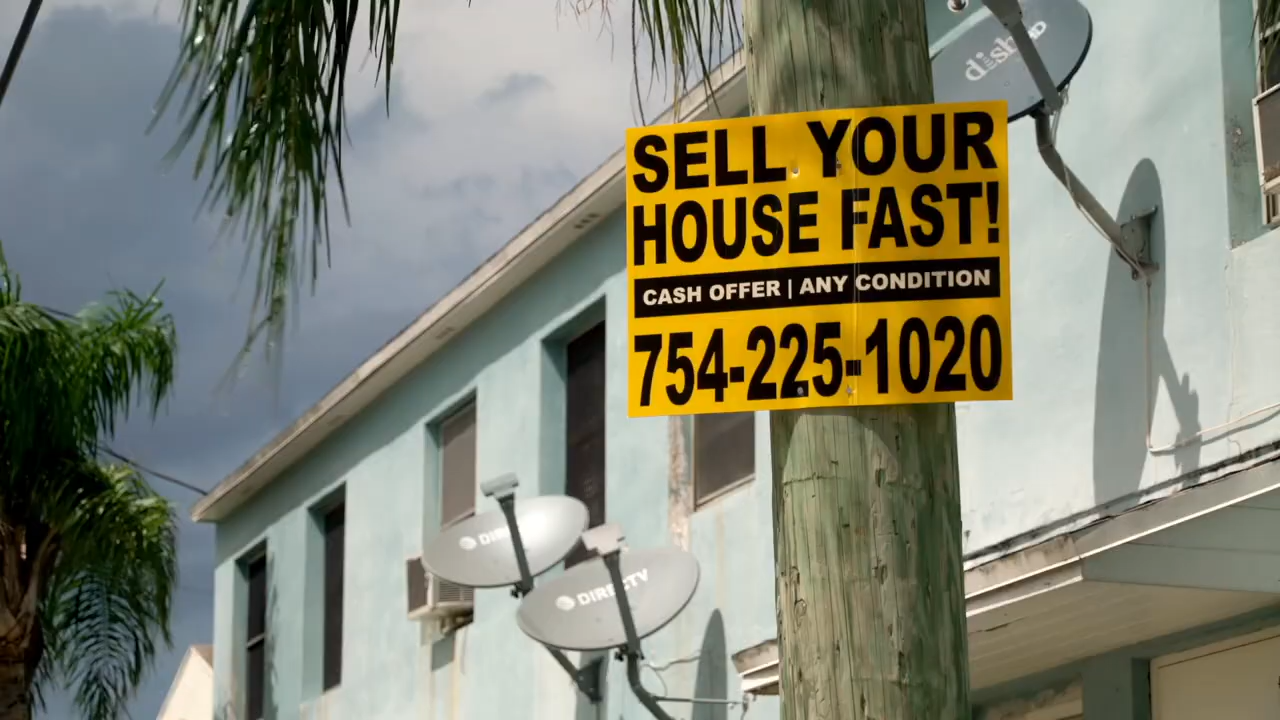 dish
SELL YOUR
HOUSE FAST!
CASH OFFER | ANY CONDITION
754-225-1020
DIRECTV